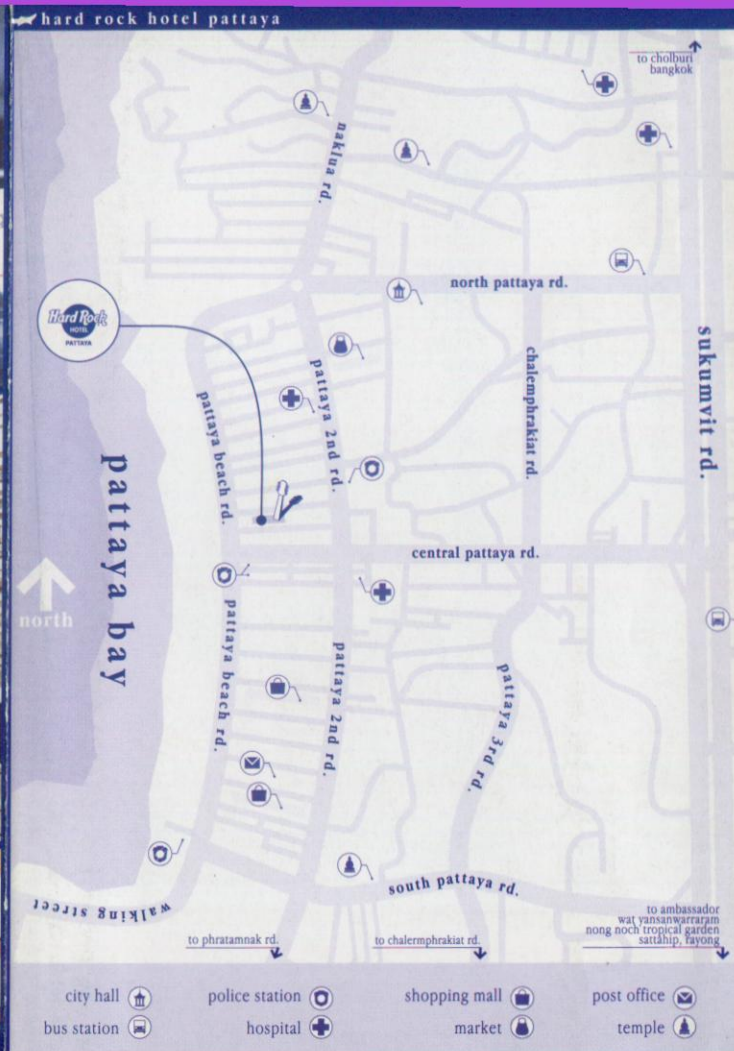 hard rock hotel pattaya
to cholburi
bangkok
naklua rd.
north pattaya rd.
Hard Rock
HOTEL
PATTAYA
sukumvit rd.
chalemphrakiat rd.
pattaya 2nd rd.
pattaya beach rd.
pattaya bay
central pattaya rd.
north
pattaya beach rd.
pattaya 2nd rd.
pattaya 3rd rd.
south pattaya rd.
walking street
to phratamnak rd.
to chalermphrakiat rd.
to ambassador
wat yansanwarraram
nong noch tropical garden
sattahip, rayong
city hall
police station
shopping mall
post office
bus station
hospital
market
temple